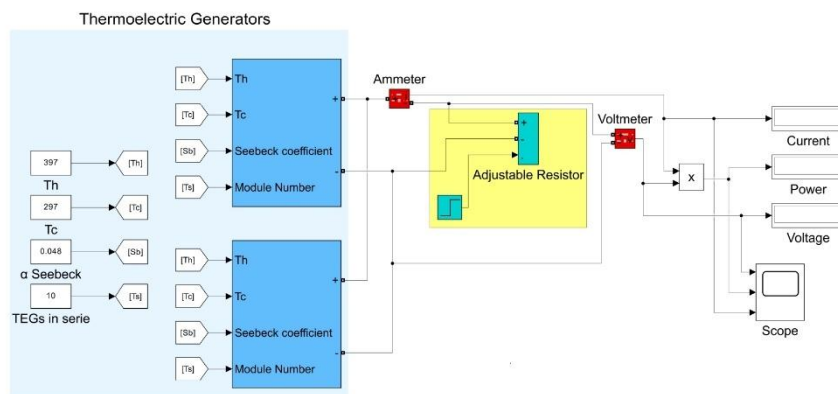 Thermoelectric Generators
[Th]
Th
+
Ammeter
[Tc]
Tc
397
[Th]
Th
[Sb]
Seebeck coefficient
-
[Ts]
Module Number
297
[Tc]
Tc
0.048
[Sb]
α Seebeck
10
[Ts]
TEGs in serie
+
-
Adjustable Resistor
Voltmeter
x
Current
Power
Voltage
Scope
[Th]
Th
+
[Tc]
Tc
[Sb]
Seebeck coefficient
-
[Ts]
Module Number